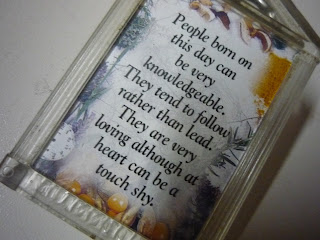 People born on
this day can
be very
knowledgeable.
They tend to follow
rather than lead.
They are very
loving although at
heart can be a
touch shy.